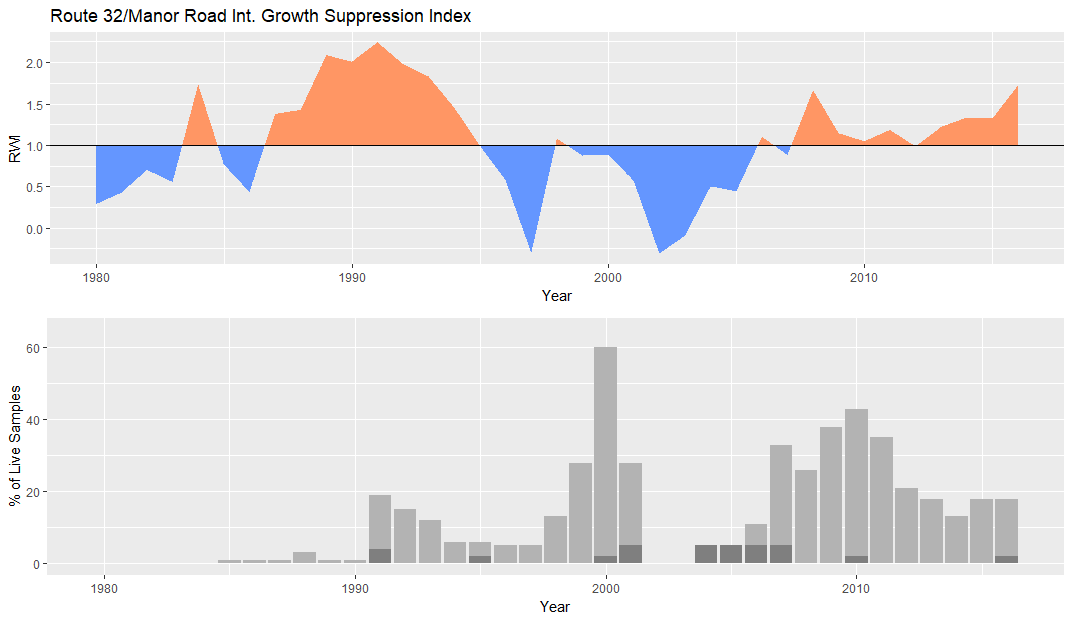 Route 32/Manor Road Int. Growth Suppression Index
RWI
2.0
1.5
1.0
0.5
0.0
1980 1990 2000 2010
Year
% of Live Samples
60
40
20
0
1980 1990 2000 2010
Year